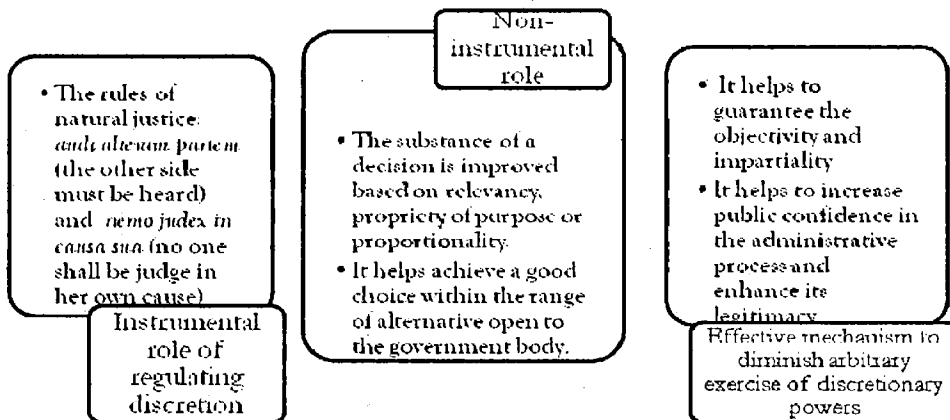 • The rules of
natural justice:
audi alteram partem
(the other side
must be heard)
and nemo judex in
causa sua (no one
shall be judge in
her own cause)
Instrumental
role of
regulating
discretion
Non-
instrumental
role
• The substance of a
decision is improved
based on relevancy,
propriety of purpose or
proportionality.
• It helps achieve a good
choice within the range
of alternative open to
the government body.
• It helps to
guarantee the
objectivity and
impartiality
• It helps to increase
public confidence in
the administrative
process and
enhance its
legitimacy
Effective mechanism to
diminish arbitrary
exercise of discretionary
powers